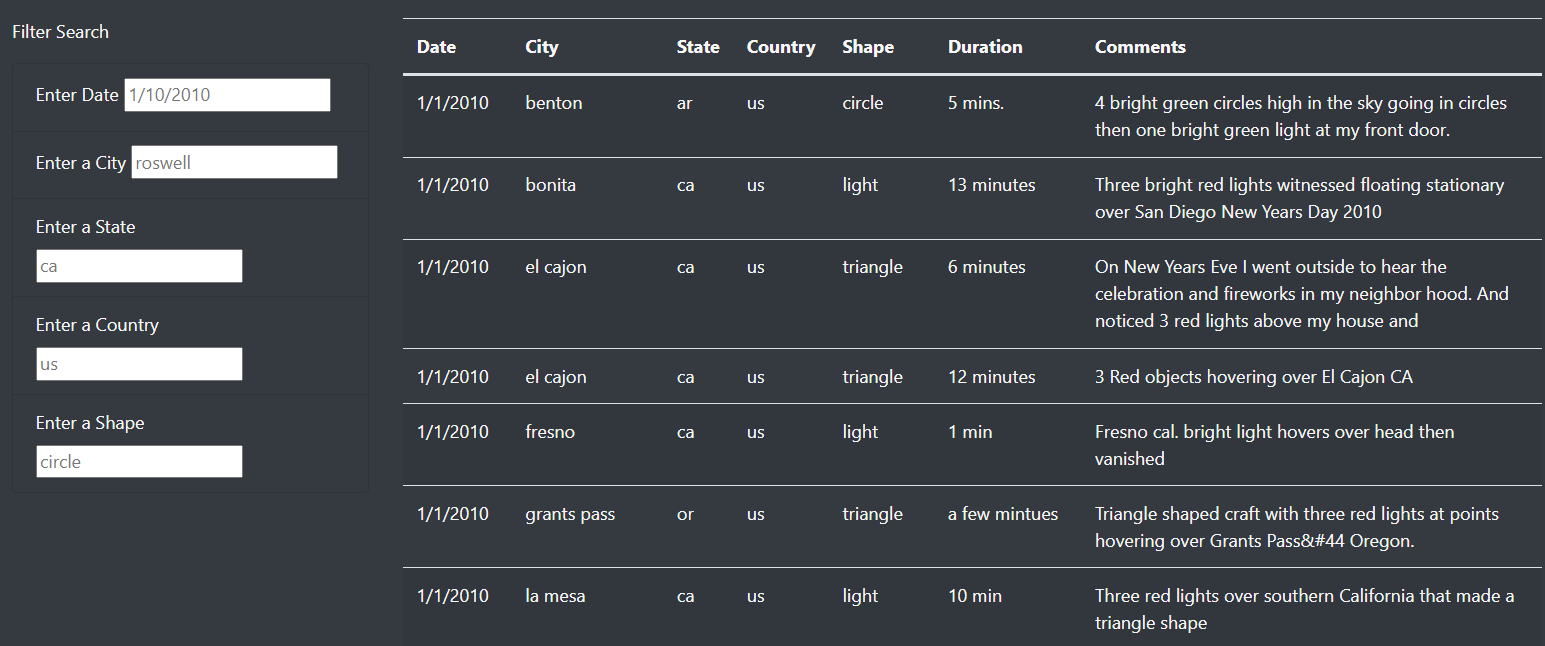 Filter Search
Enter Date 1/10/2010
Enter a City roswell
Enter a State
ca
Enter a Country
us
Enter a Shape
circle
Date City State Country Shape Duration Comments
1/1/2010 benton ar us circle 5 mins. 4 bright green circles high in the sky going in circles
then one bright green light at my front door.
1/1/2010 bonita ca us light 13 minutes Three bright red lights witnessed floating stationary
over San Diego New Years Day 2010
1/1/2010 el cajon ca us triangle 6 minutes On New Years Eve I went outside to hear the
celebration and fireworks in my neighbor hood. And
noticed 3 red lights above my house and
1/1/2010 el cajon ca us triangle 12 minutes 3 Red objects hovering over El Cajon CA
1/1/2010 fresno ca us light 1 min Fresno cal. bright light hovers over head then
vanished
1/1/2010 grants pass or us triangle a few mintues Triangle shaped craft with three red lights at points
hovering over Grants Pass&#44 Oregon.
1/1/2010 la mesa ca us light 10 min Three red lights over southern California that made a
triangle shape